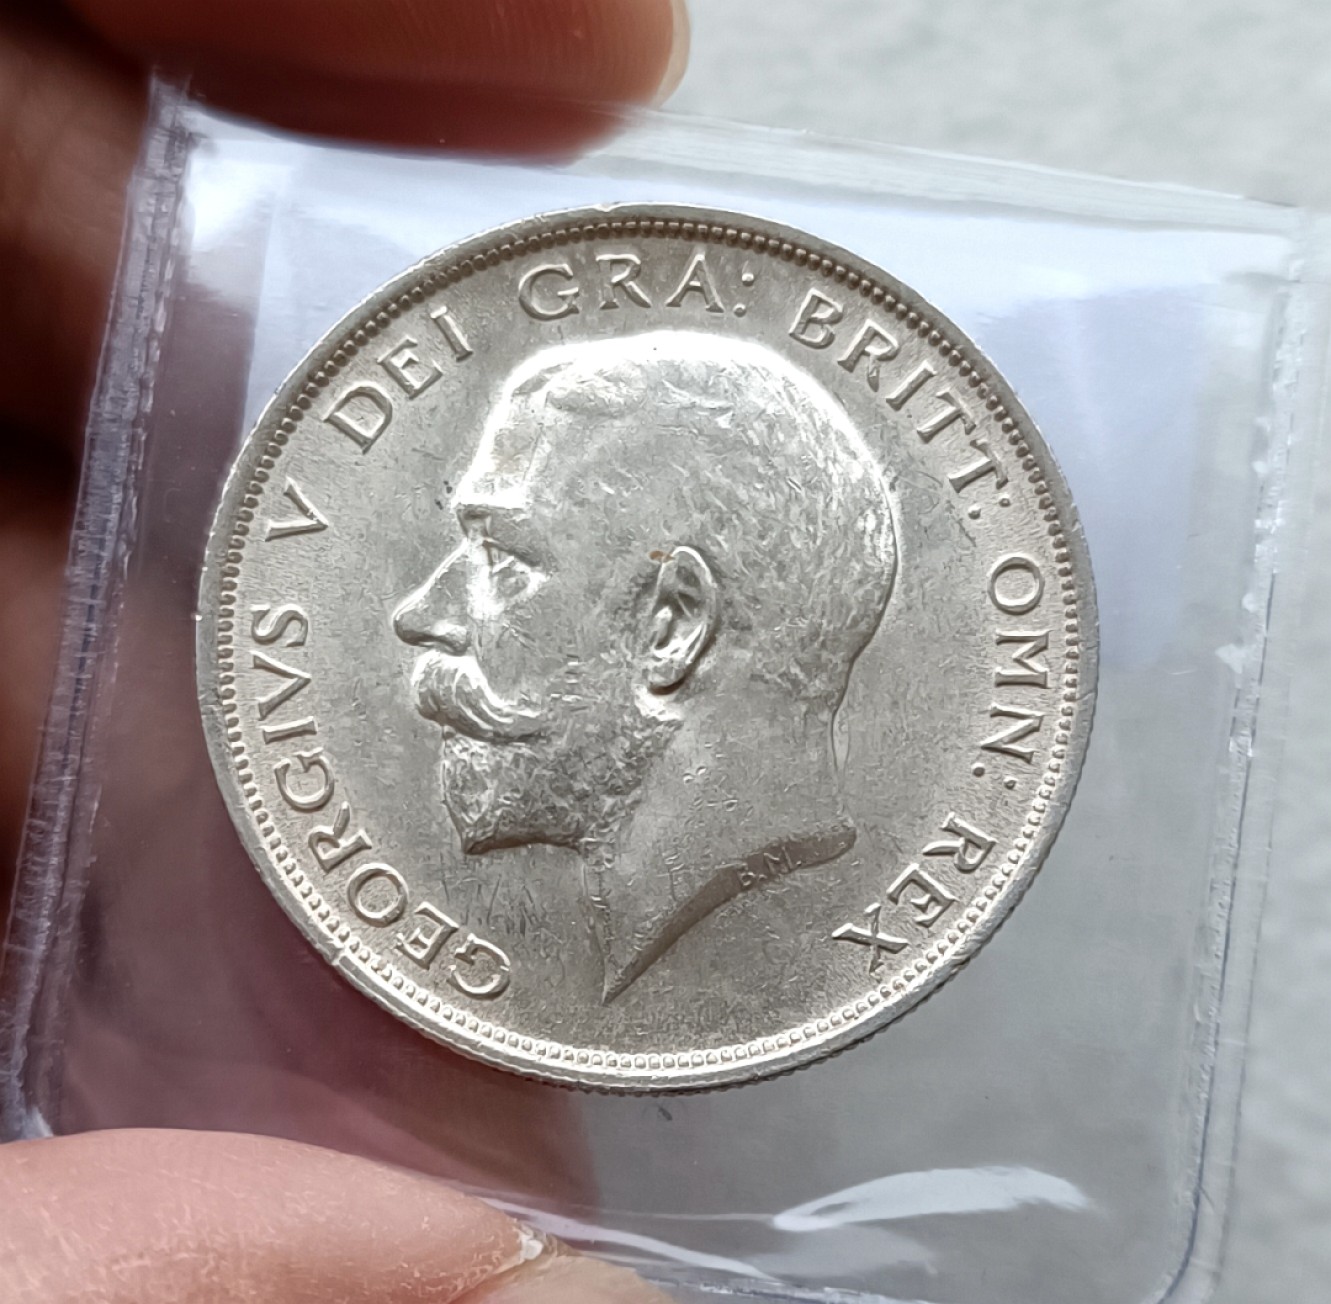 GEORGIVS V DEI GRA: BRITT: OMN: REX
B.M.